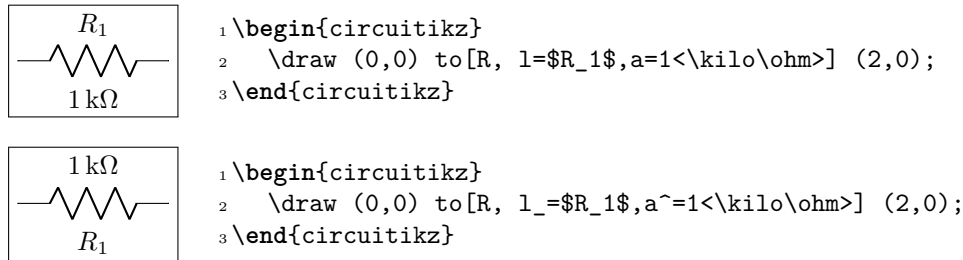 R_1
1 kΩ
1 \begin{circuitikz}
2 \draw (0,0) to[R, l=$R_1$,a=1<\kilo\ohm>] (2,0);
3 \end{circuitikz}
1 kΩ
R_1
1 \begin{circuitikz}
2 \draw (0,0) to[R, l_=$R_1$,a^=1<\kilo\ohm>] (2,0);
3 \end{circuitikz}